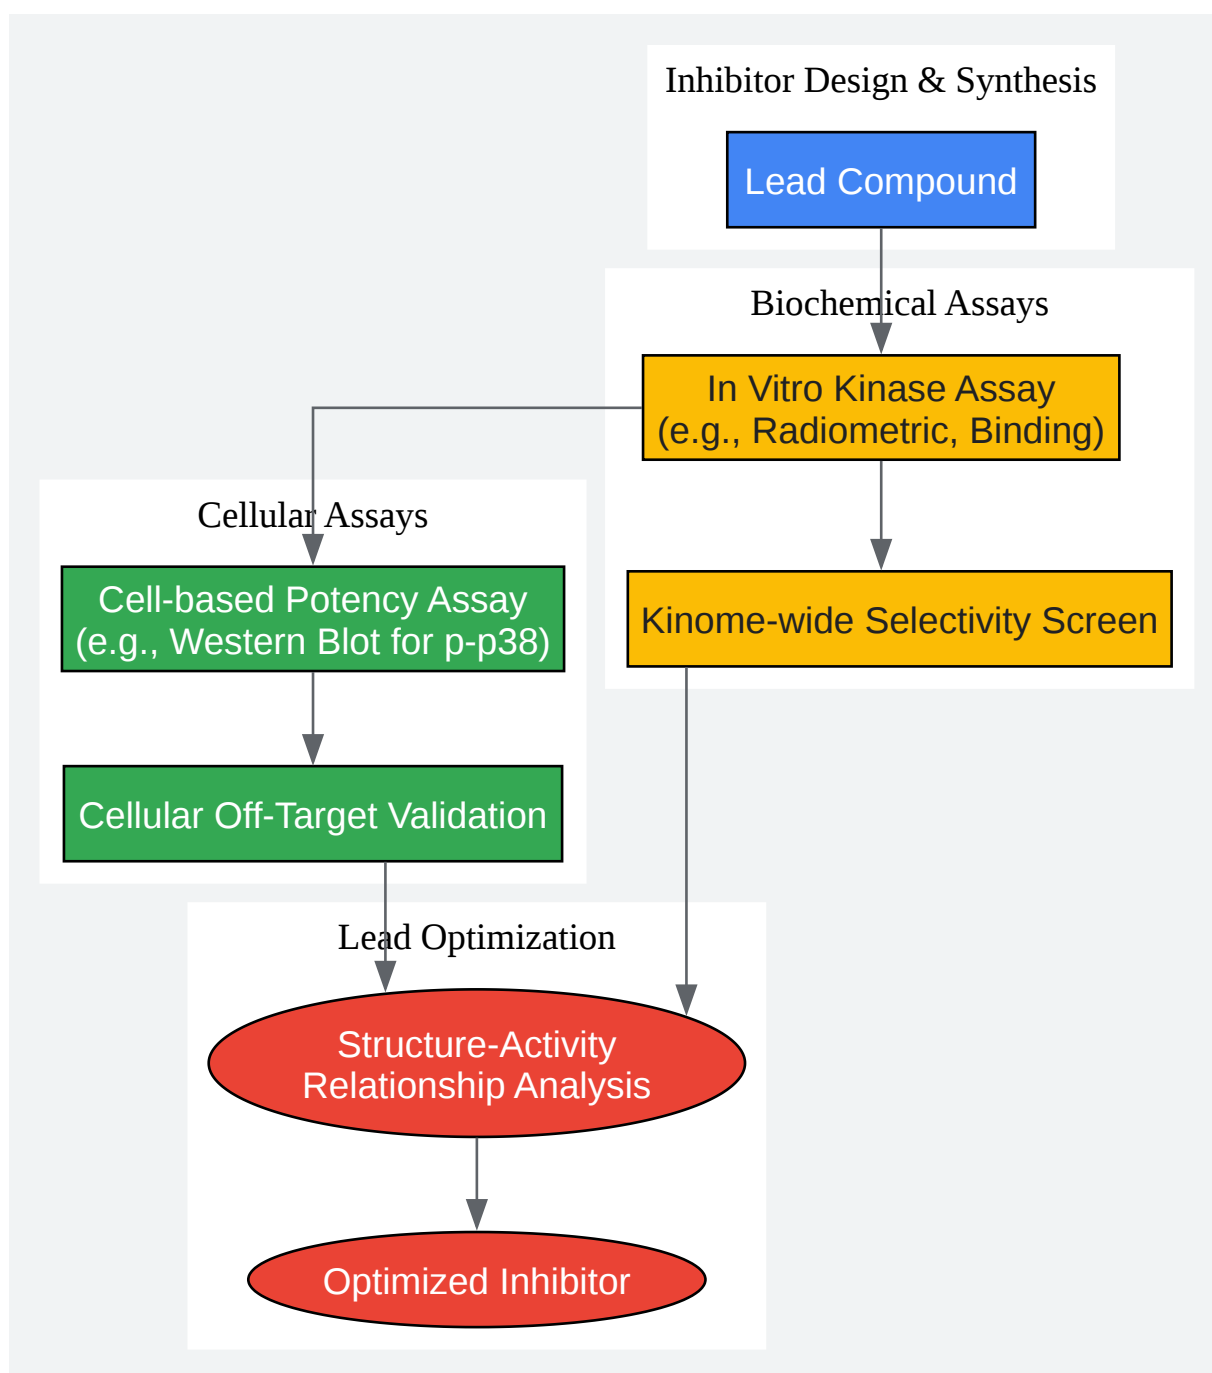 Inhibitor Design & Synthesis
Lead Compound
Biochemical Assays
In Vitro Kinase Assay
(e.g., Radiometric, Binding)
Cellular Assays
Cell-based Potency Assay
(e.g., Western Blot for p-p38)
Kinome-wide Selectivity Screen
Cellular Off-Target Validation
Lead Optimization
Structure-Activity
Relationship Analysis
Optimized Inhibitor